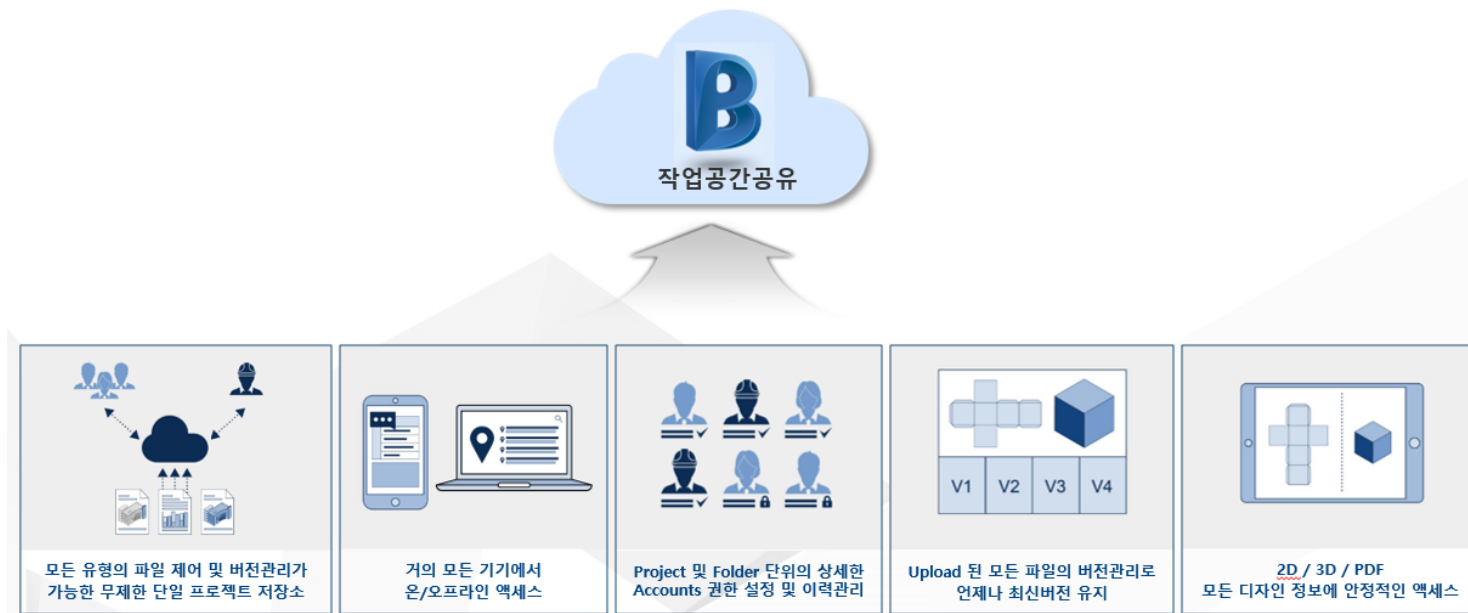 B
작업공간공유
V1 V2 V3 V4
모든 유형의 파일 제어 및 버전관리가
가능한 무제한 단일 프로젝트 저장소
거의 모든 기기에서
온/오프라인 액세스
Project 및 Folder 단위의 상세한
Accounts 권한 설정 및 이력관리
Upload 된 모든 파일의 버전관리로
언제나 최신버전 유지
2D / 3D / PDF
모든 디자인 정보에 안정적인 액세스